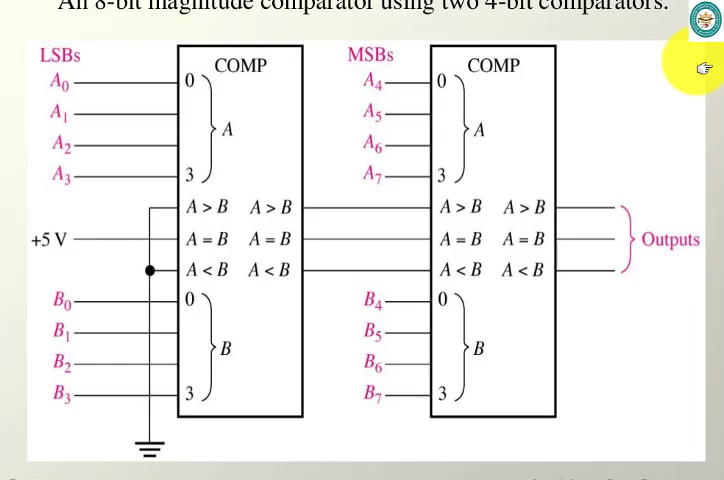 An 8-bit magnitude comparator using two 4-bit comparators.
LSBs
MSBs
COMP
COMP
A0
0
A4
0
A1
A
A5
A
A2
A6
A3
3
A7
3
A > B A > B
A > B A > B
+5 V
A = B A = B
A = B A = B
Outputs
A < B A < B
A < B A < B
B0
0
B4
0
B1
B
B5
B
B2
B6
B3
3
B7
3